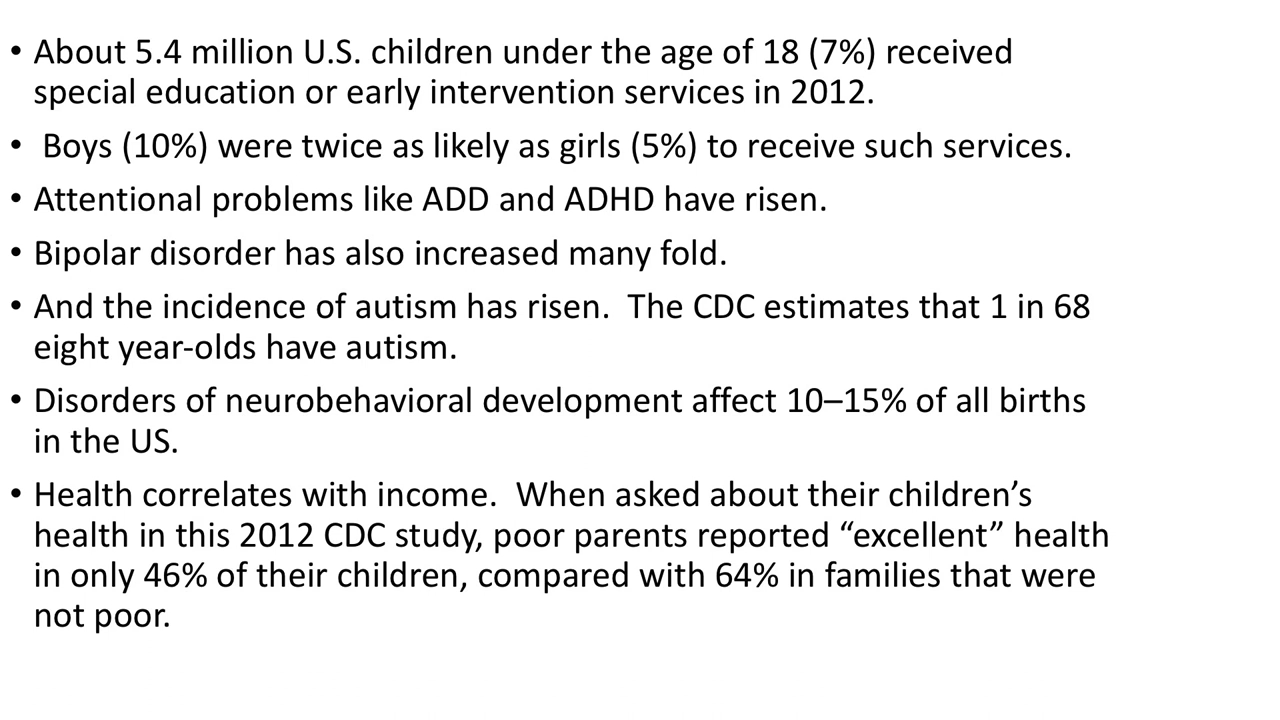 • About 5.4 million U.S. children under the age of 18 (7%) received
special education or early intervention services in 2012.
• Boys (10%) were twice as likely as girls (5%) to receive such services.
• Attentional problems like ADD and ADHD have risen.
• Bipolar disorder has also increased many fold.
• And the incidence of autism has risen.  The CDC estimates that 1 in 68
eight year-olds have autism.
• Disorders of neurobehavioral development affect 10–15% of all births
in the US.
• Health correlates with income.  When asked about their children’s
health in this 2012 CDC study, poor parents reported “excellent” health
in only 46% of their children, compared with 64% in families that were
not poor.